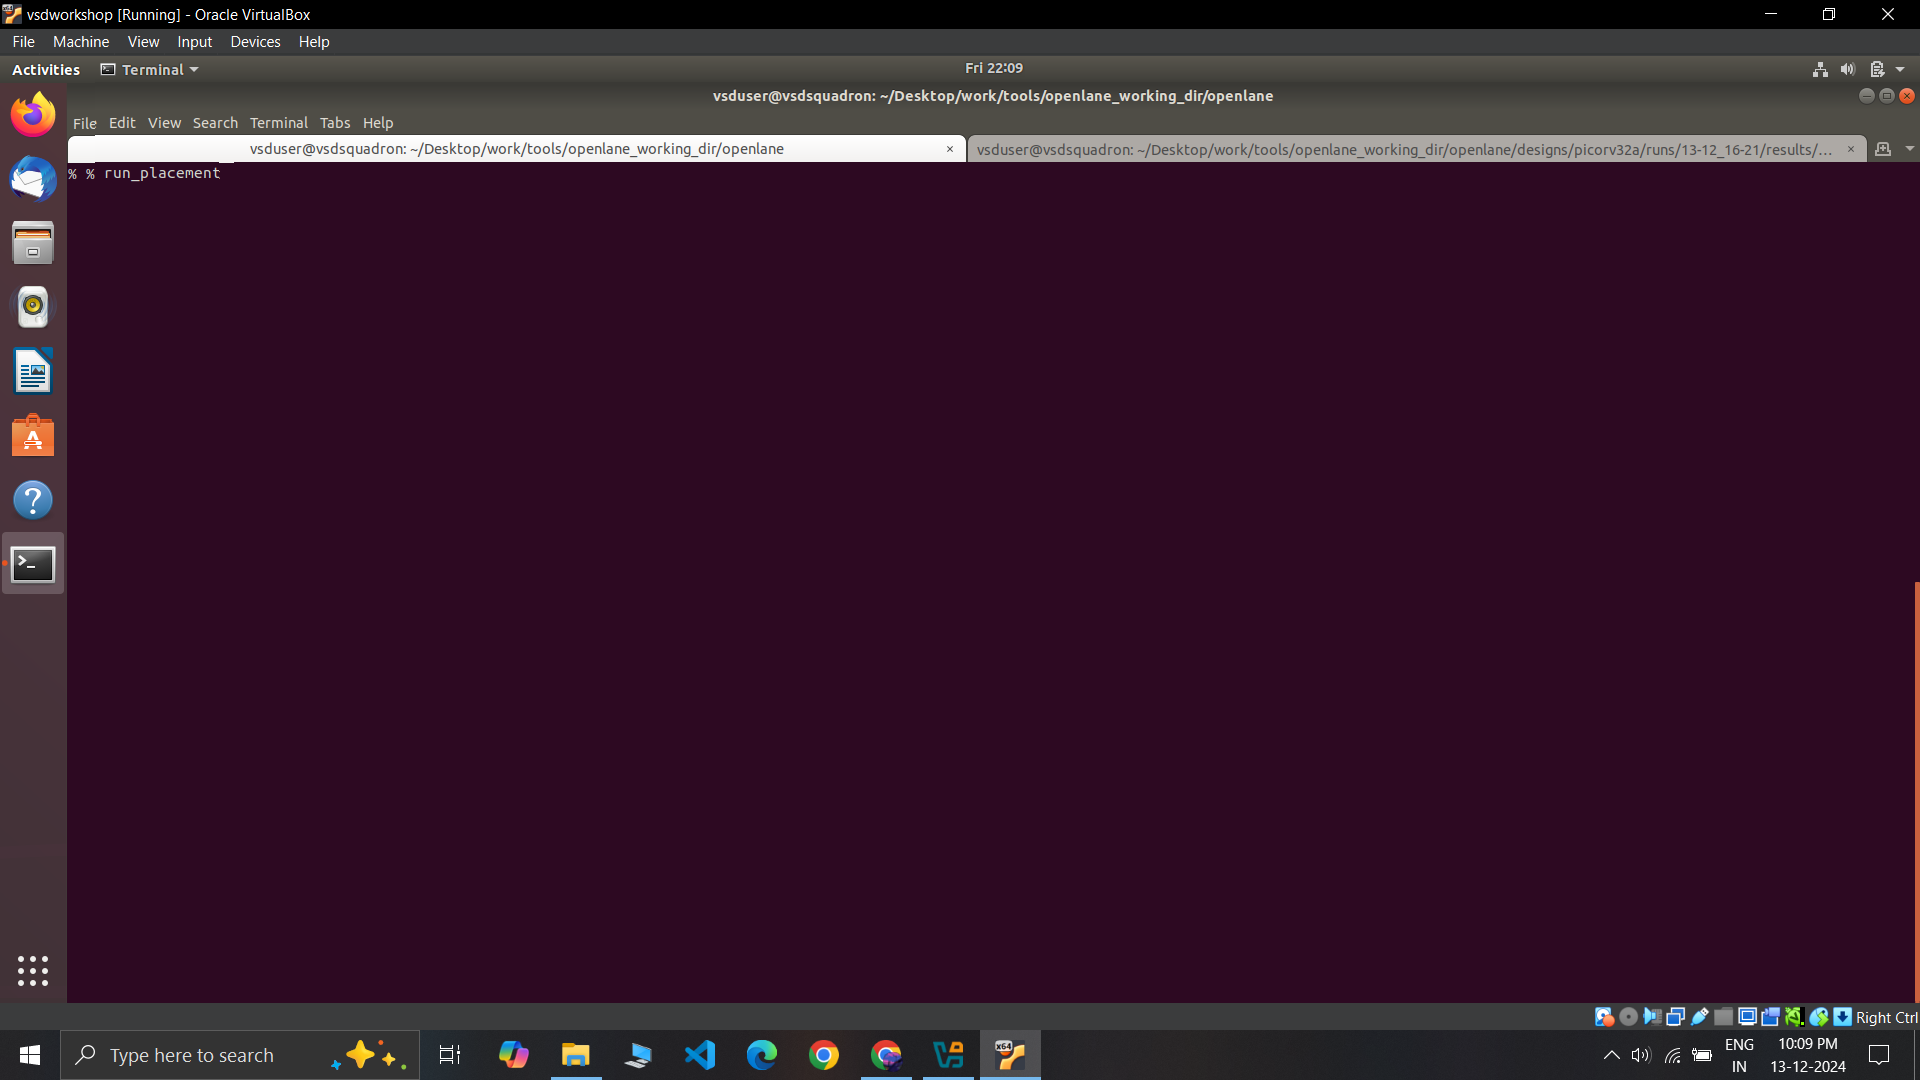 vsdworkshop [Running] - Oracle VirtualBox
File Machine View Input Devices Help
Activities Terminal Fri 22:09
vsduser@vsdsquadron: ~/Desktop/work/tools/openlane_working_dir/openlane
File Edit View Search Terminal Tabs Help
vsduser@vsdsquadron: ~/Desktop/work/tools/openlane_working_dir/openlane × vsduser@vsdsquadron: ~/Desktop/work/tools/openlane_working_dir/openlane/designs/picorv32a/runs/13-12_16-21/results/... ×
% % run_placement
Right Ctrl
Type here to search
x64
ENG
IN
10:09 PM
13-12-2024